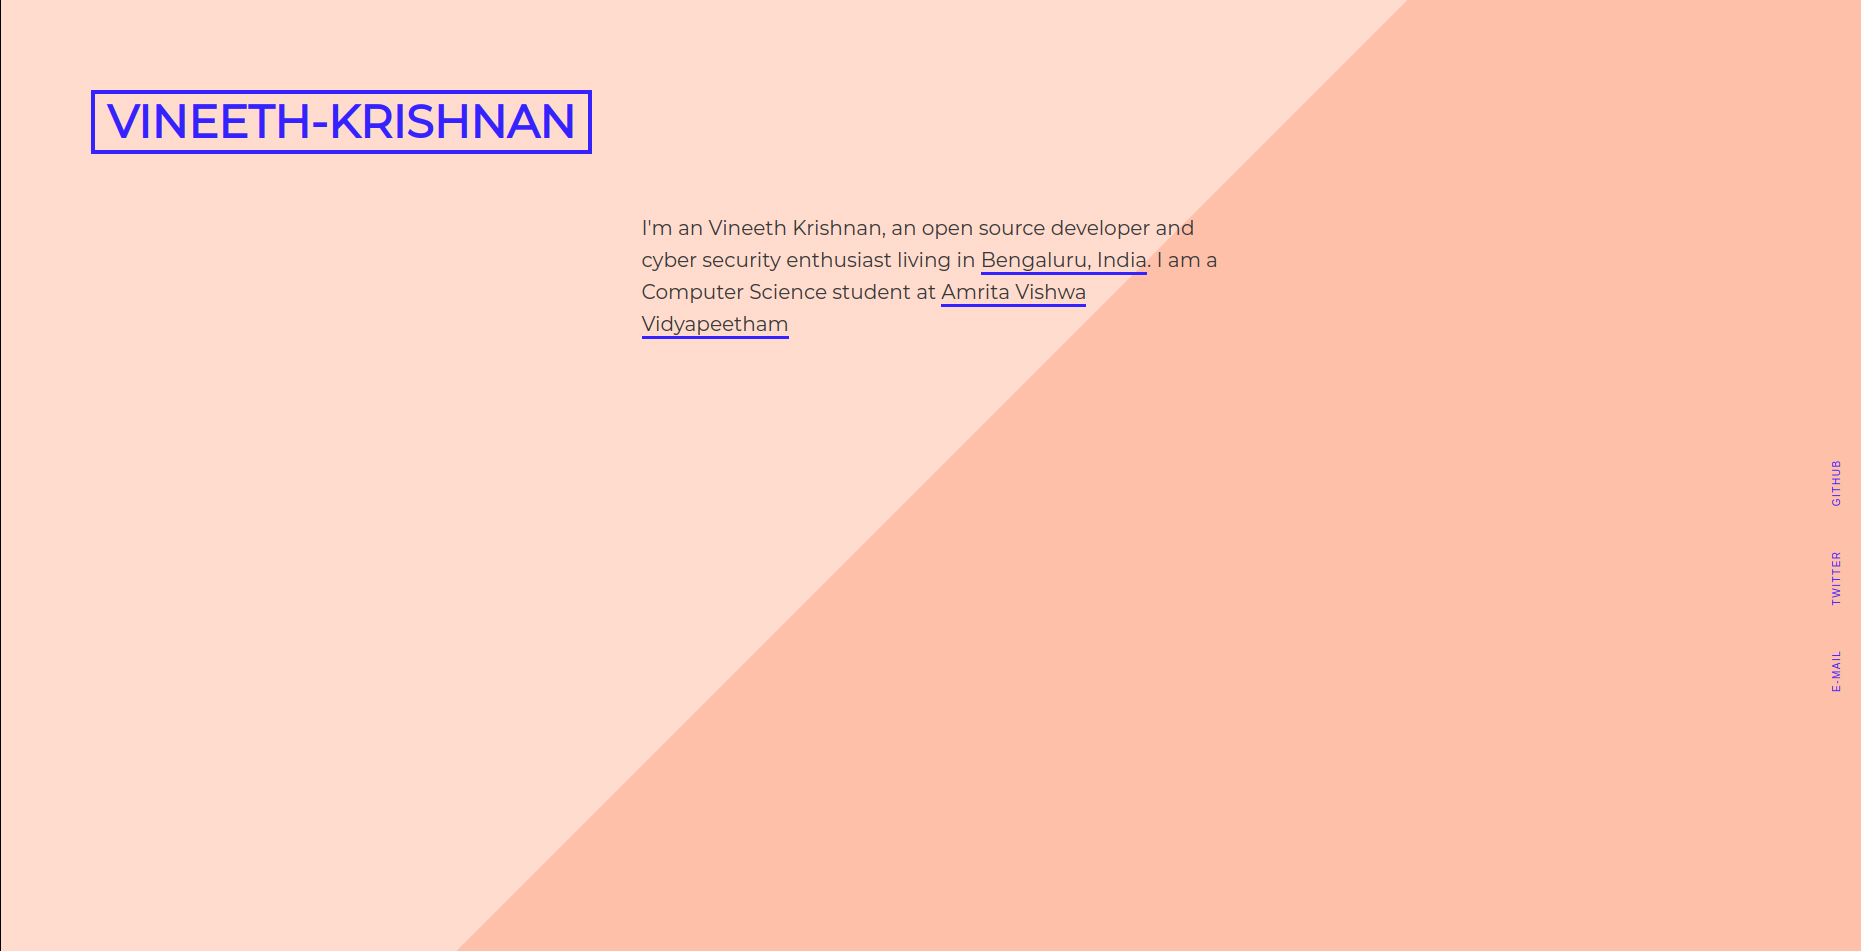 VINEETH-KRISHNAN
I'm an Vineeth Krishnan, an open source developer and
cyber security enthusiast living in Bengaluru, India. I am a
Computer Science student at Amrita Vishwa
Vidyapeetham
GITHUB
TWITTER
E-MAIL